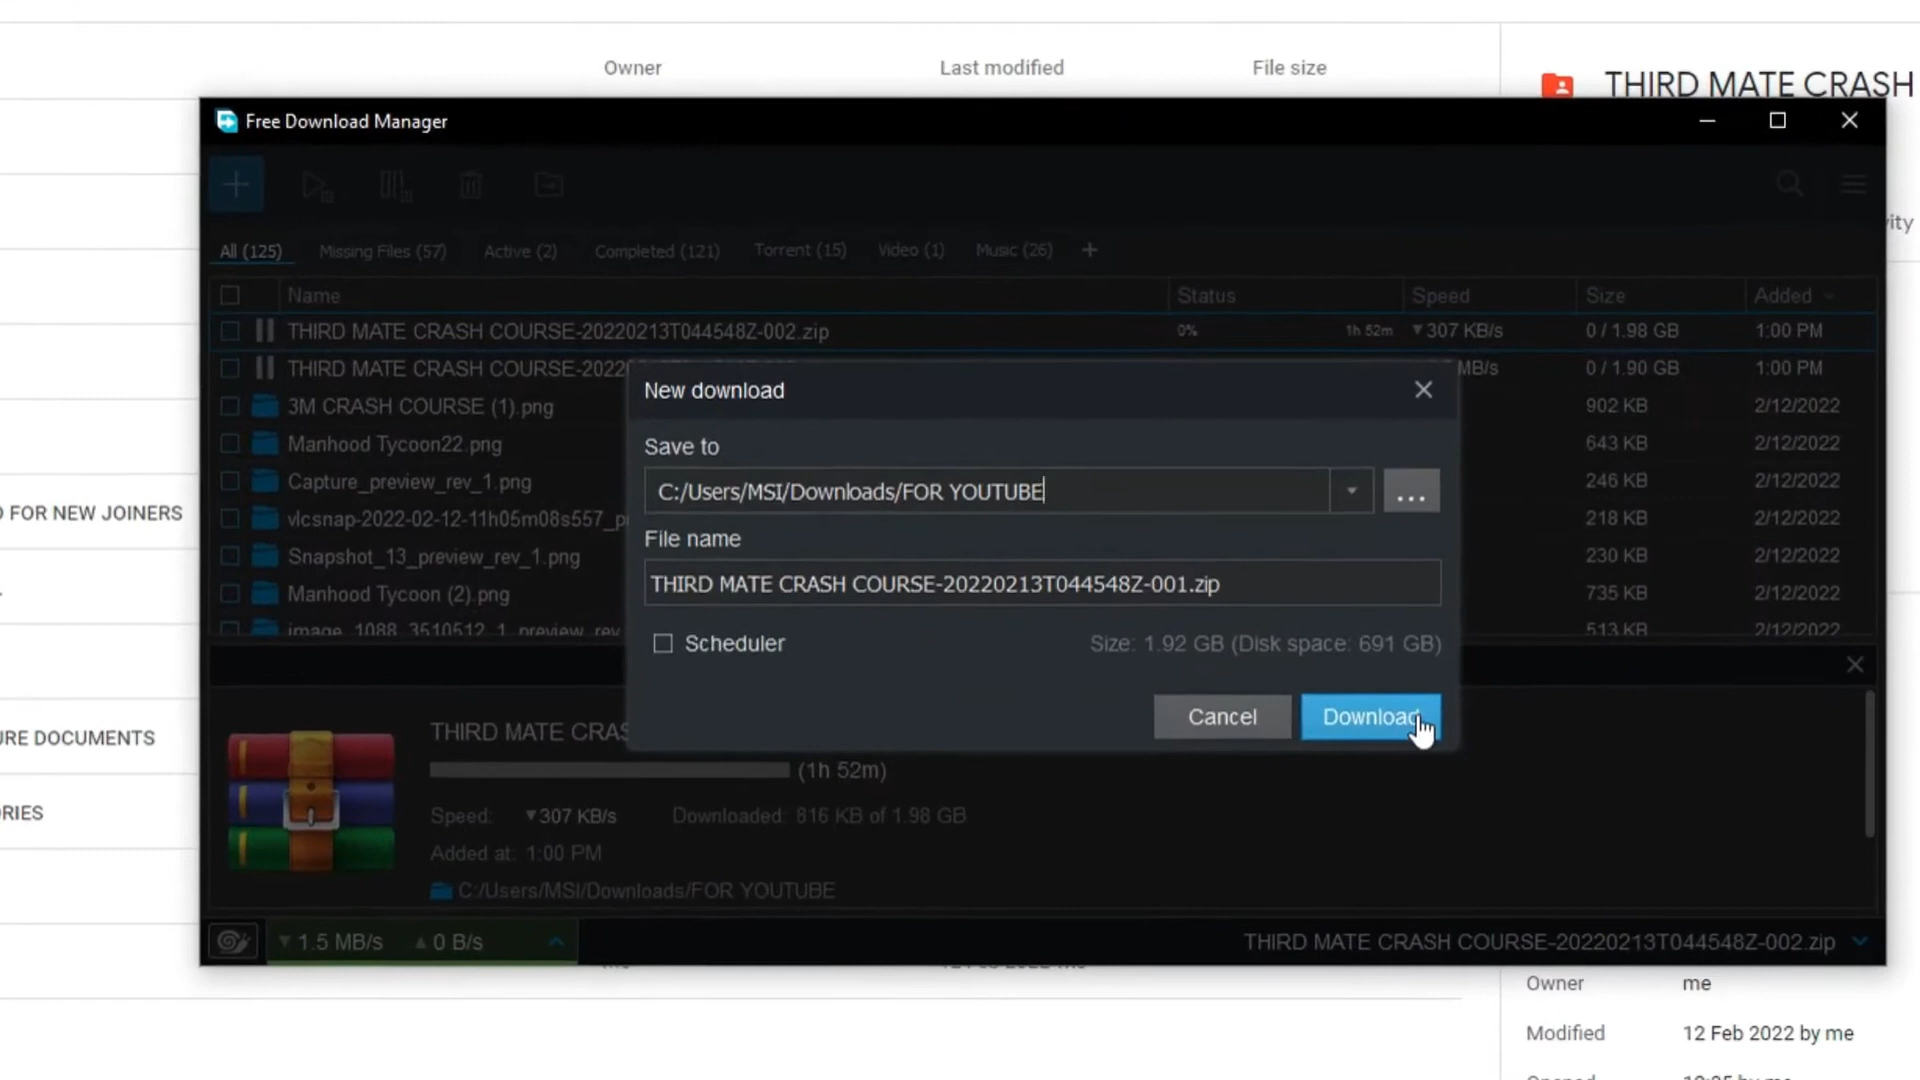 Owner Last modified File size
THIRD MATE CRASH
Free Download Manager
All (125) Missing Files (57) Active (2) Completed (121) Torrent (15) Video (1) Music (26) +
Name Status Speed Size Added
THIRD MATE CRASH COURSE-20220213T044548Z-002.zip 0% 1h 52m ▼307 KB/s 0 / 1.98 GB 1:00 PM
THIRD MATE CRASH COURSE-2022 MB/s 0 / 1.90 GB 1:00 PM
3M CRASH COURSE (1).png 902 KB 2/12/2022
Manhood Tycoon22.png 643 KB 2/12/2022
Capture_preview_rev_1.png 246 KB 2/12/2022
vlcsnap-2022-02-12-11h05m08s557_p 218 KB 2/12/2022
Snapshot_13_preview_rev_1.png 230 KB 2/12/2022
Manhood Tycoon (2).png 735 KB 2/12/2022
image_1088_3510512_1_preview_rev 513 KB 2/12/2022
New download
Save to
C:/Users/MSI/Downloads/FOR YOUTUBE
...
File name
THIRD MATE CRASH COURSE-20220213T044548Z-001.zip
Scheduler Size: 1.92 GB (Disk space: 691 GB)
Cancel Download
THIRD MATE CRAS
(1h 52m)
Speed: ▼307 KB/s Downloaded: 816 KB of 1.98 GB
Added at: 1:00 PM
C:/Users/MSI/Downloads/FOR YOUTUBE
▼ 1.5 MB/s ▲ 0 B/s THIRD MATE CRASH COURSE-20220213T044548Z-002.zip
FOR NEW JOINERS
URE DOCUMENTS
RIES
vity
Owner me
Modified 12 Feb 2022 by me